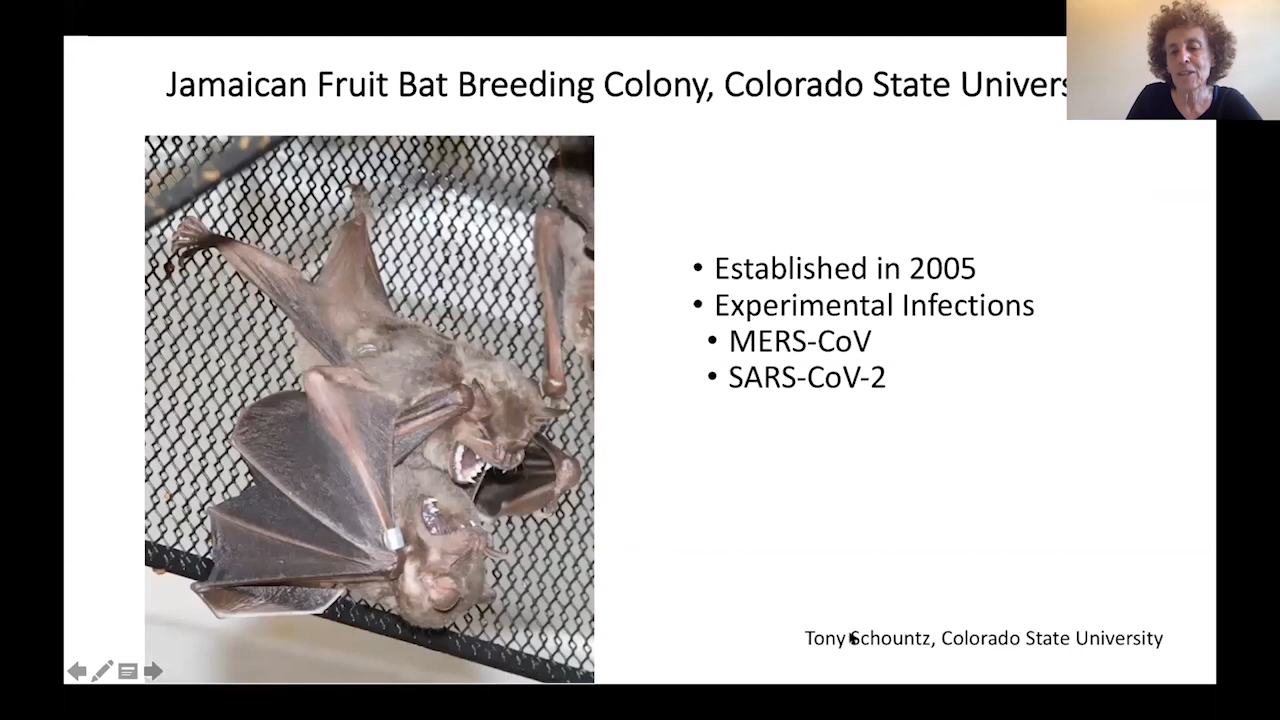 Jamaican Fruit Bat Breeding Colony, Colorado State Univers
• Established in 2005
• Experimental Infections
• MERS-CoV
• SARS-CoV-2
Tony Schountz, Colorado State University